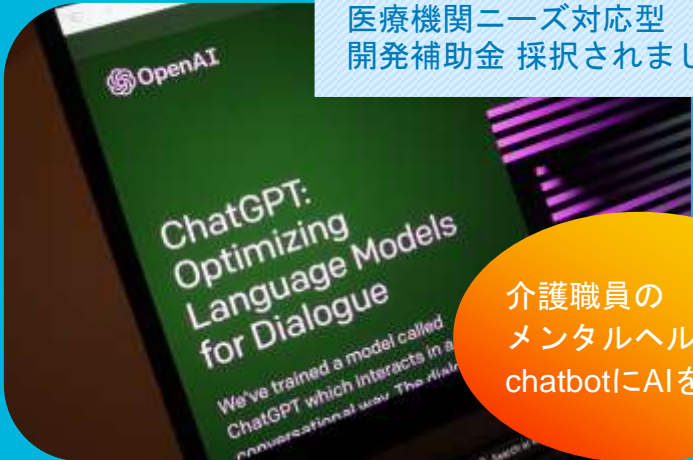 医療機関ニーズ対応型
開発補助金 採択されまし
OpenAI
ChatGPT:
Optimizing
Language Models
for Dialogue
We've trained a model called
ChatGPT which interacts in a
conversational way. The
介護職員の
メンタルヘル
chatbotにAIを